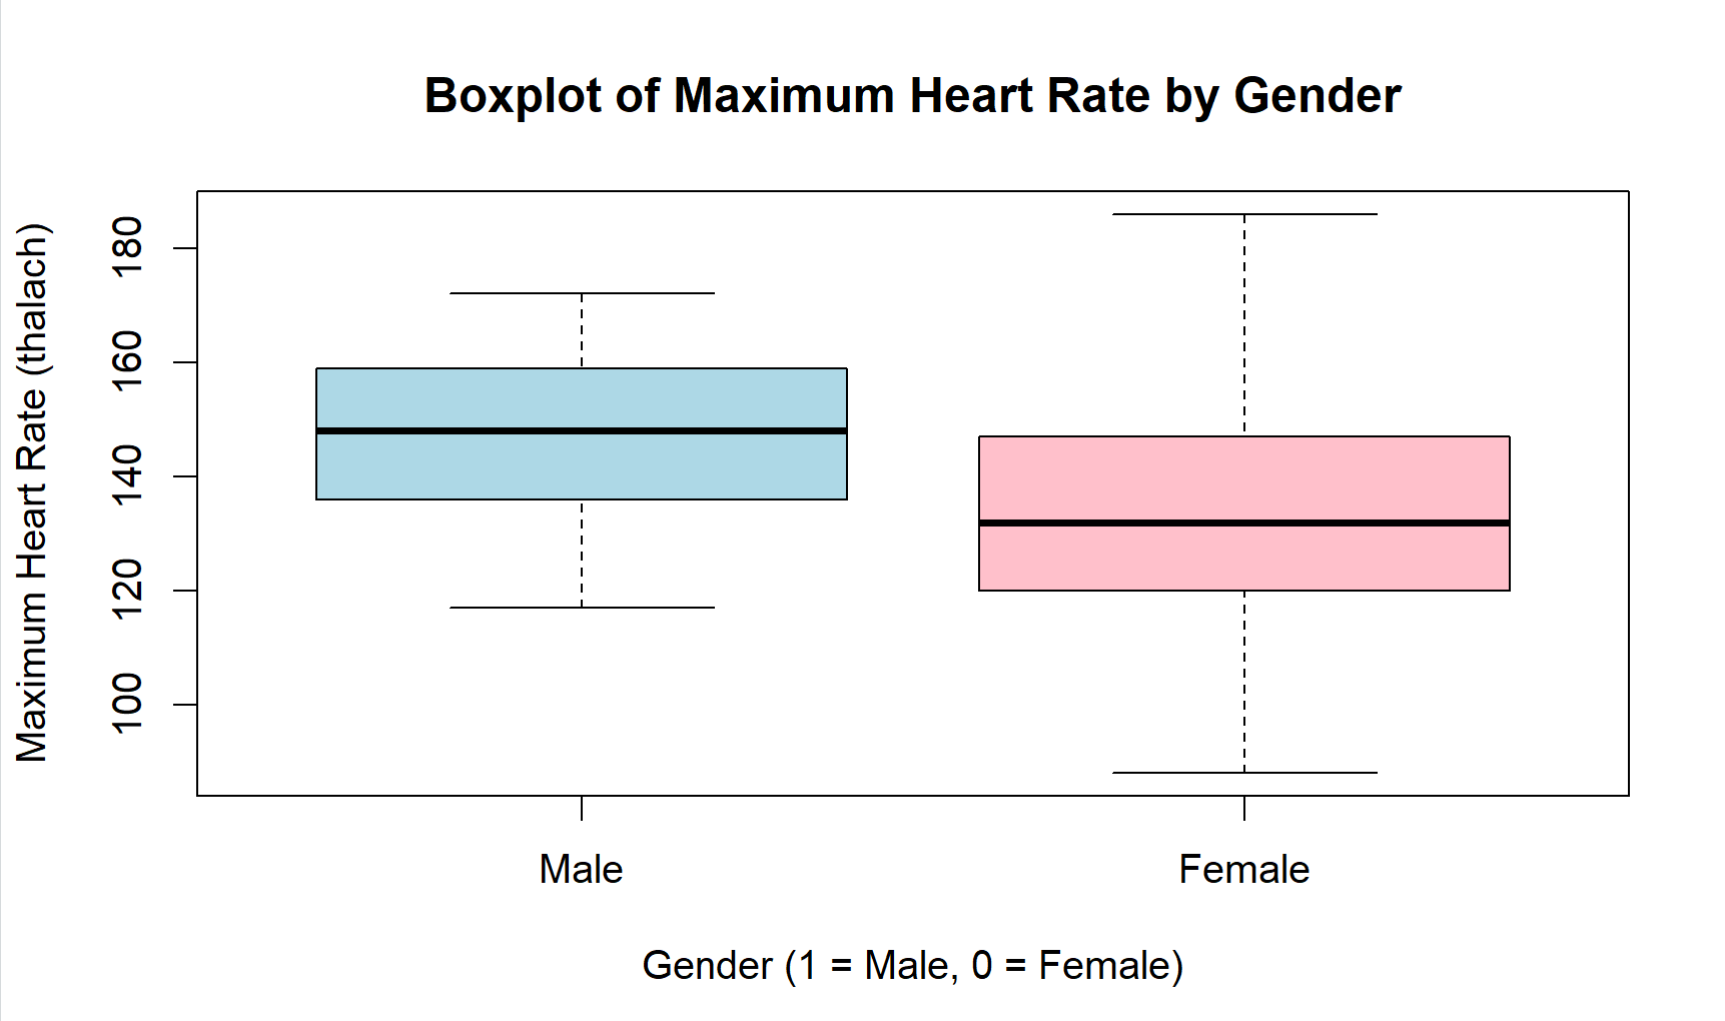 Boxplot of Maximum Heart Rate by Gender
Maximum Heart Rate (thalach)
180
160
140
120
100
Male Female
Gender (1 = Male, 0 = Female)